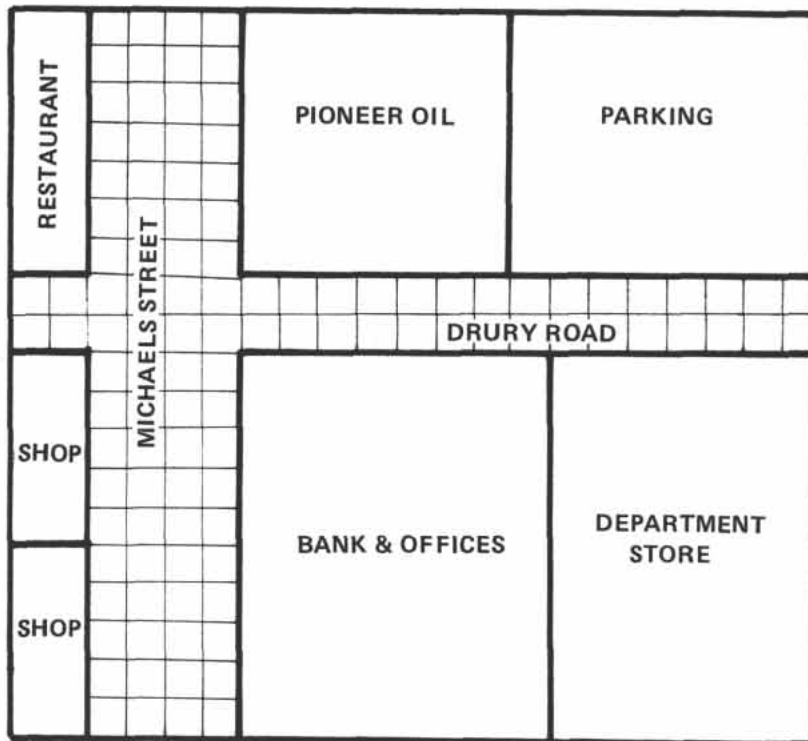 RESTAURANT
PIONEER OIL
PARKING
MICHAELS STREET
DRURY ROAD
SHOP
BANK & OFFICES
DEPARTMENT
STORE
SHOP